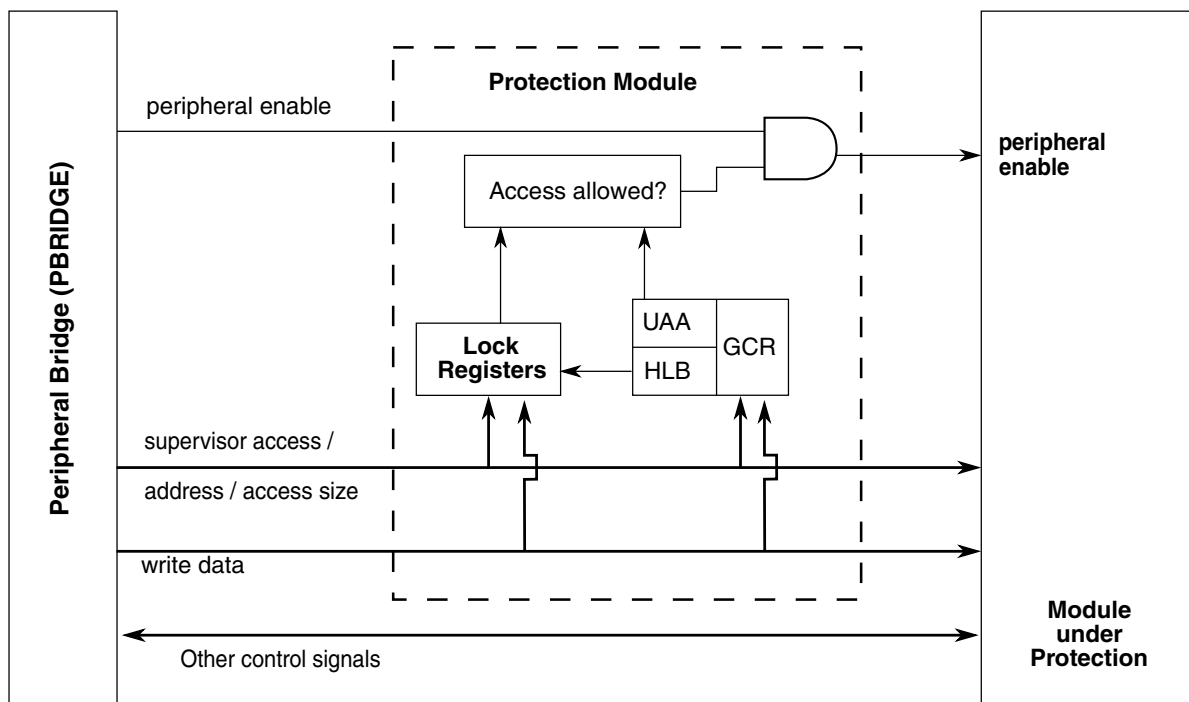 Peripheral Bridge (PBRIDGE)
Protection Module
peripheral enable
peripheral
enable
Access allowed?
UAA
GCR
HLB
Lock
Registers
supervisor access /
address / access size
write data
Other control signals
Module
under
Protection